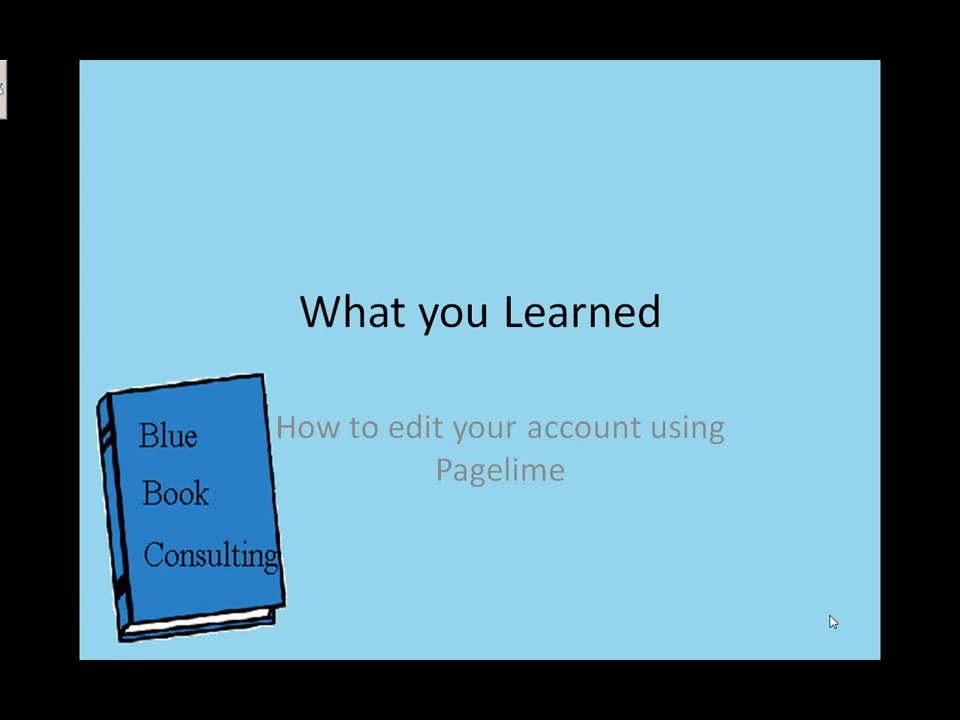 What you Learned
How to edit your account using
Pagelime
Blue
Book
Consulting